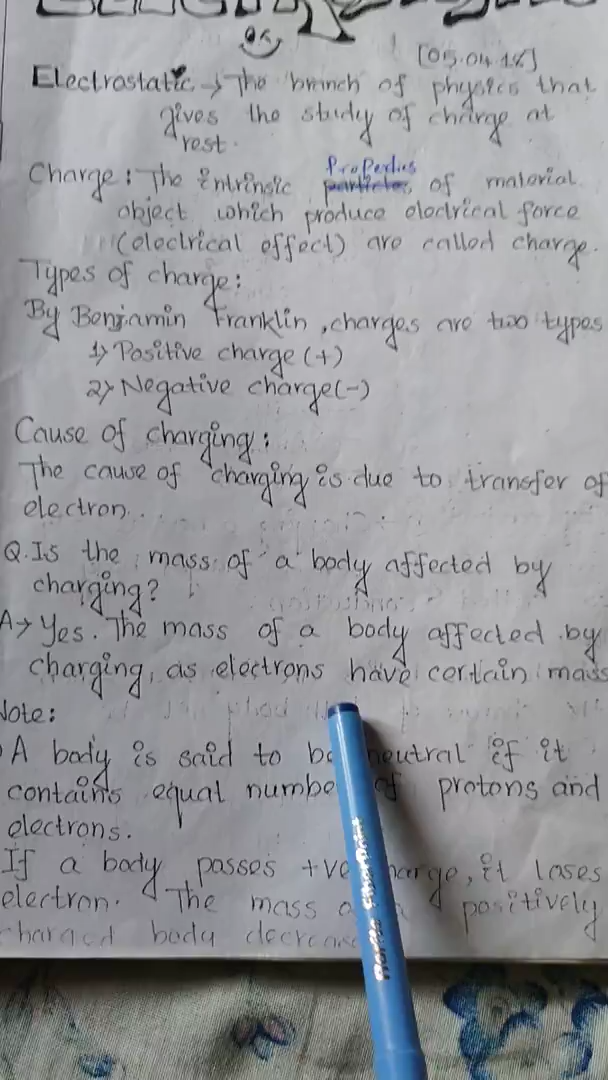 [05.04.18]
Electrostatic → The branch of physics that
gives the study of charge at
rest.
Properties
Charge: The intrinsic particles of material
object which produce electrical force
(electrical effect) are called charge.
Types of charge:
By Benjamin Franklin, charges are two types
1) Positive charge (+)
2) Negative charge(-)
Cause of charging:
The cause of charging is due to transfer of
electron.
Q. Is the mass of a body affected by
charging?
A→ Yes. The mass of a body affected by
charging, as electrons have certain mass
Note:
A body is said to be neutral if it
contains equal number of protons and
electrons.
If a body posses +ve charge, it loses
electron. The mass positively
charged body decrease